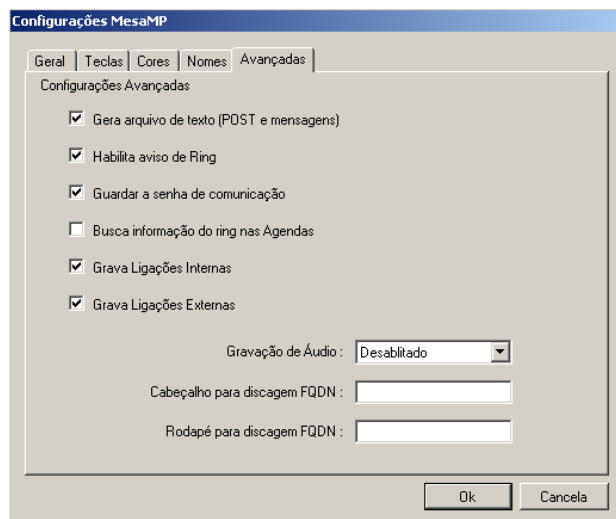 Configurações MesaMP
Geral Teclas Cores Nomes Avançadas
Configurações Avançadas
Gera arquivo de texto (POST e mensagens)
Habilita aviso de Ring
Guardar a senha de comunicação
Busca informação do ring nas Agendas
Grava Ligações Internas
Grava Ligações Externas
Gravação de Áudio : Desablitado
Cabeçalho para discagem FQDN :
Rodapé para discagem FQDN :
Ok Cancela